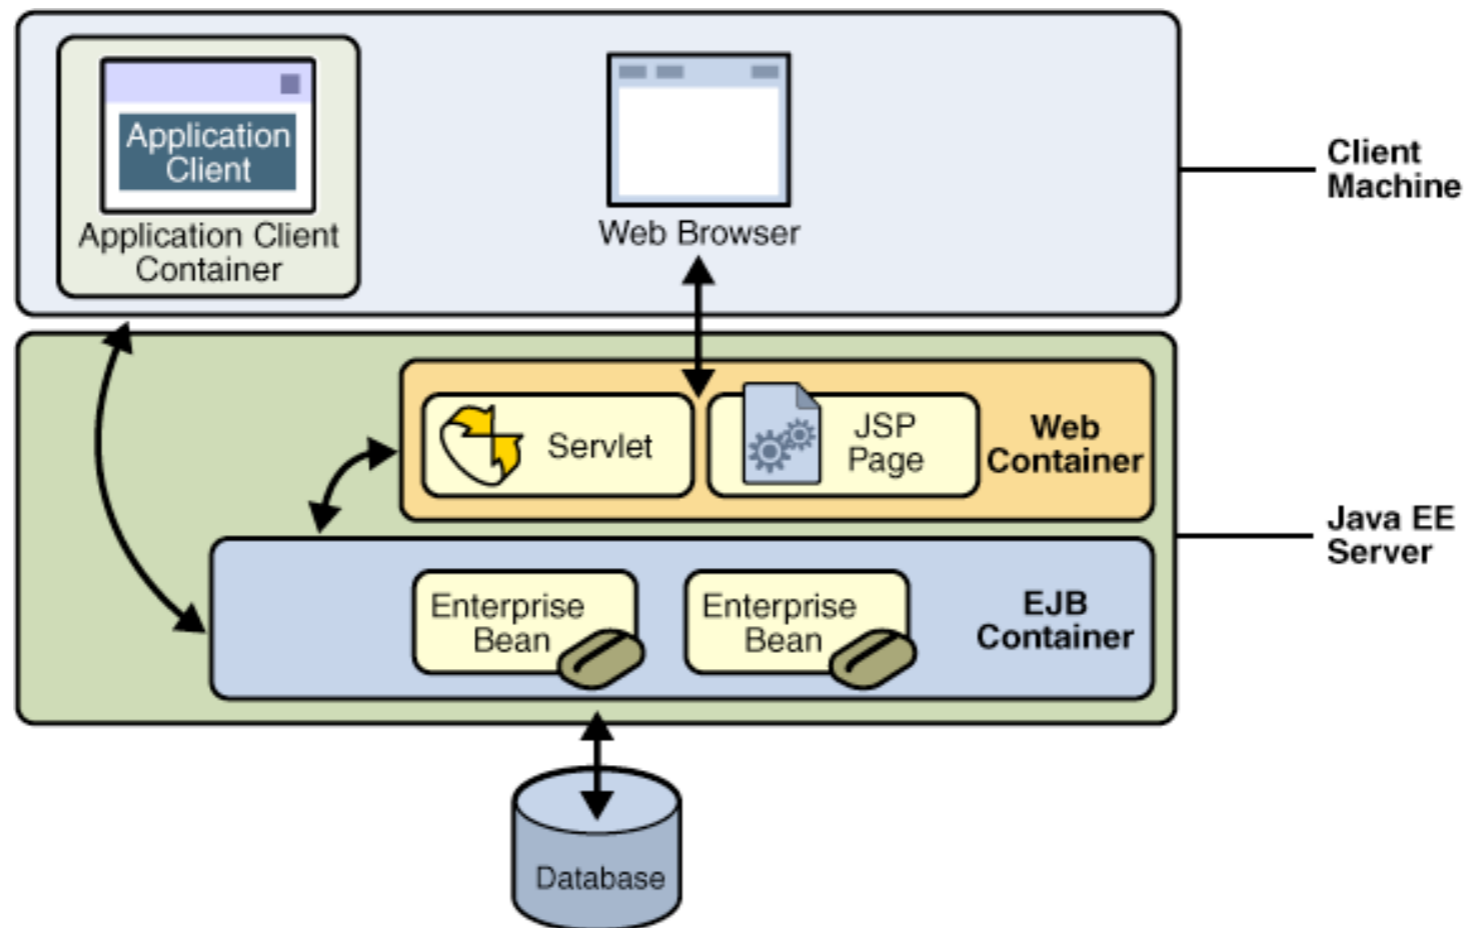 Application
Client
Application Client
Container
Web Browser
Client
Machine
Servlet
JSP
Page
Web
Container
Java EE
Server
Enterprise
Bean
Enterprise
Bean
EJB
Container
Database